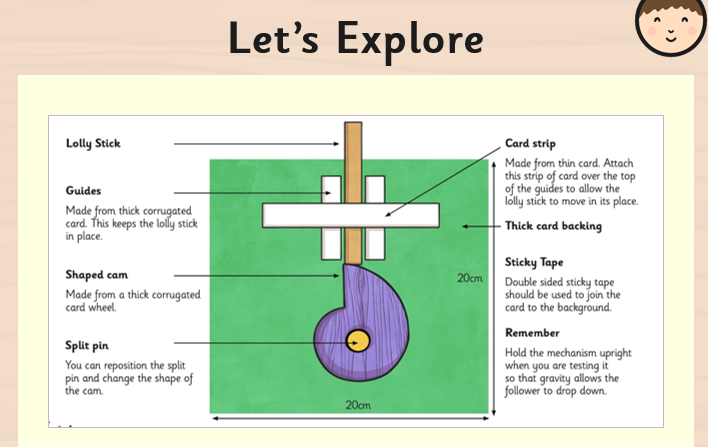 Let's Explore
Lolly Stick
Guides
Made from thick corrugated
card. This keeps the lolly stick
in place.
Shaped cam
Made from a thick corrugated
card wheel.
Split pin
You can reposition the split
pin and change the shape of
the cam.
Card strip
Made from thin card. Attach
this strip of card over the top
of the guides to allow the
lolly stick to move in its place.
Thick card backing
Sticky Tape
Double sided sticky tape
should be used to join the
card to the background.
Remember
Hold the mechanism upright
when you are testing it
so that gravity allows the
follower to drop down.
20cm
20cm